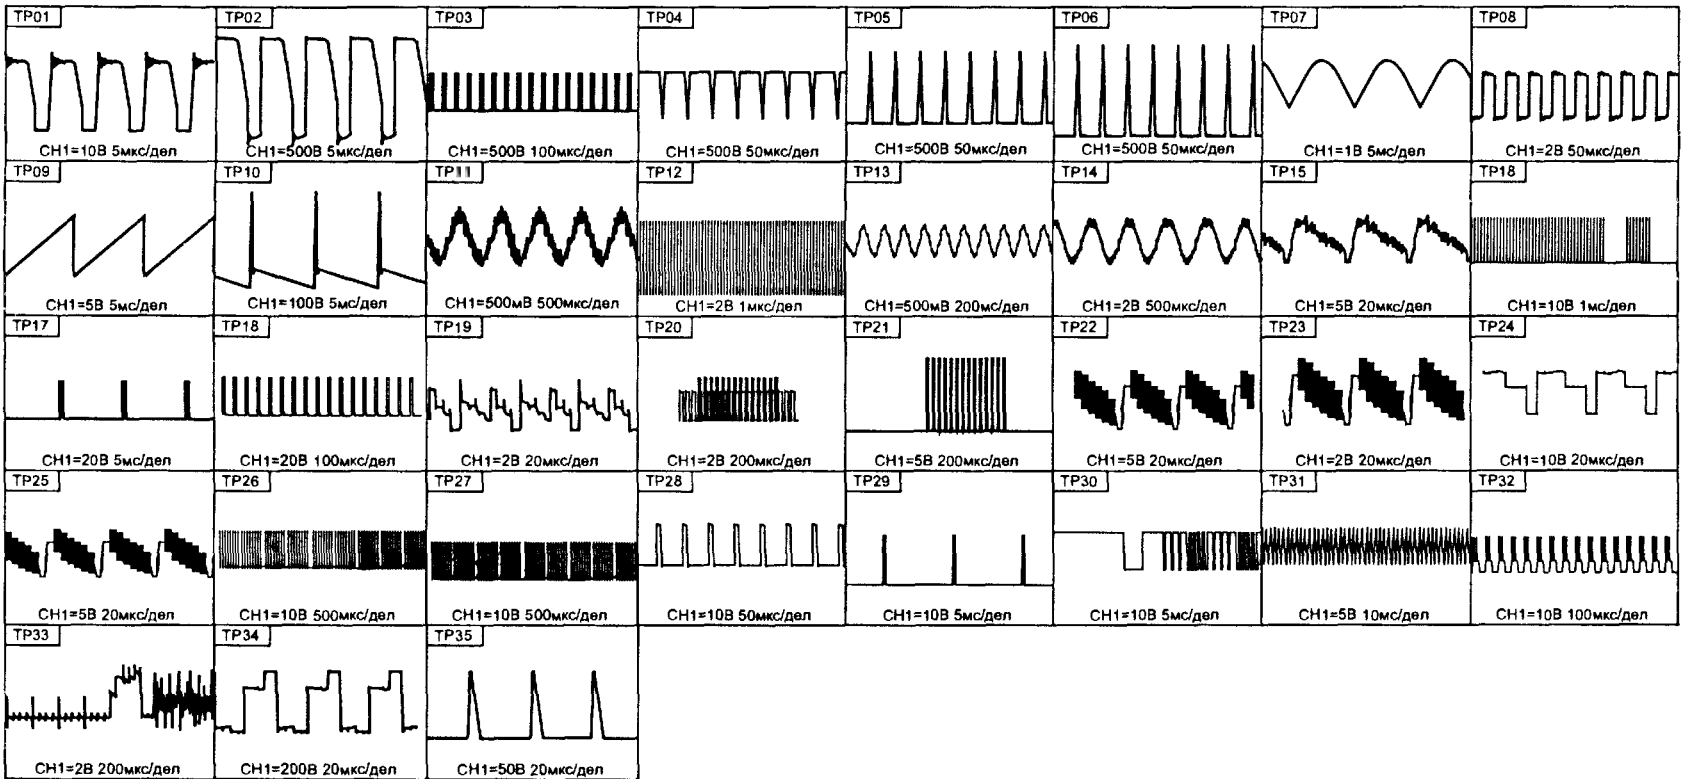 TP01
CH1=10В 5мкс/дел
TP02
CH1=500В 5мкс/дел
TP03
CH1=500В 100мкс/дел
TP04
CH1=500В 50мкс/дел
TP05
CH1=500В 50мкс/дел
TP06
CH1=500В 50мкс/дел
TP07
CH1=1В 5мс/дел
TP08
CH1=2В 50мкс/дел
TP09
CH1=5В 5мс/дел
TP10
CH1=100В 5мс/дел
TP11
CH1=500мВ 500мкс/дел
TP12
CH1=2В 1мкс/дел
TP13
CH1=500мВ 200мс/дел
TP14
CH1=2В 500мкс/дел
TP15
CH1=5В 20мкс/дел
TP18
CH1=10В 1мс/дел
TP17
CH1=20В 5мс/дел
TP18
CH1=20В 100мкс/дел
TP19
CH1=2В 20мкс/дел
TP20
CH1=2В 200мкс/дел
TP21
CH1=5В 200мкс/дел
TP22
CH1=5В 20мкс/дел
TP23
CH1=2В 20мкс/дел
TP24
CH1=10В 20мкс/дел
TP25
CH1=5В 20мкс/дел
TP26
CH1=10В 500мкс/дел
TP27
CH1=10В 500мкс/дел
TP28
CH1=10В 50мкс/дел
TP29
CH1=10В 5мс/дел
TP30
CH1=10В 5мс/дел
TP31
CH1=5В 10мс/дел
TP32
CH1=10В 100мкс/дел
TP33
CH1=2В 200мкс/дел
TP34
CH1=200В 20мкс/дел
TP35
CH1=50В 20мкс/дел